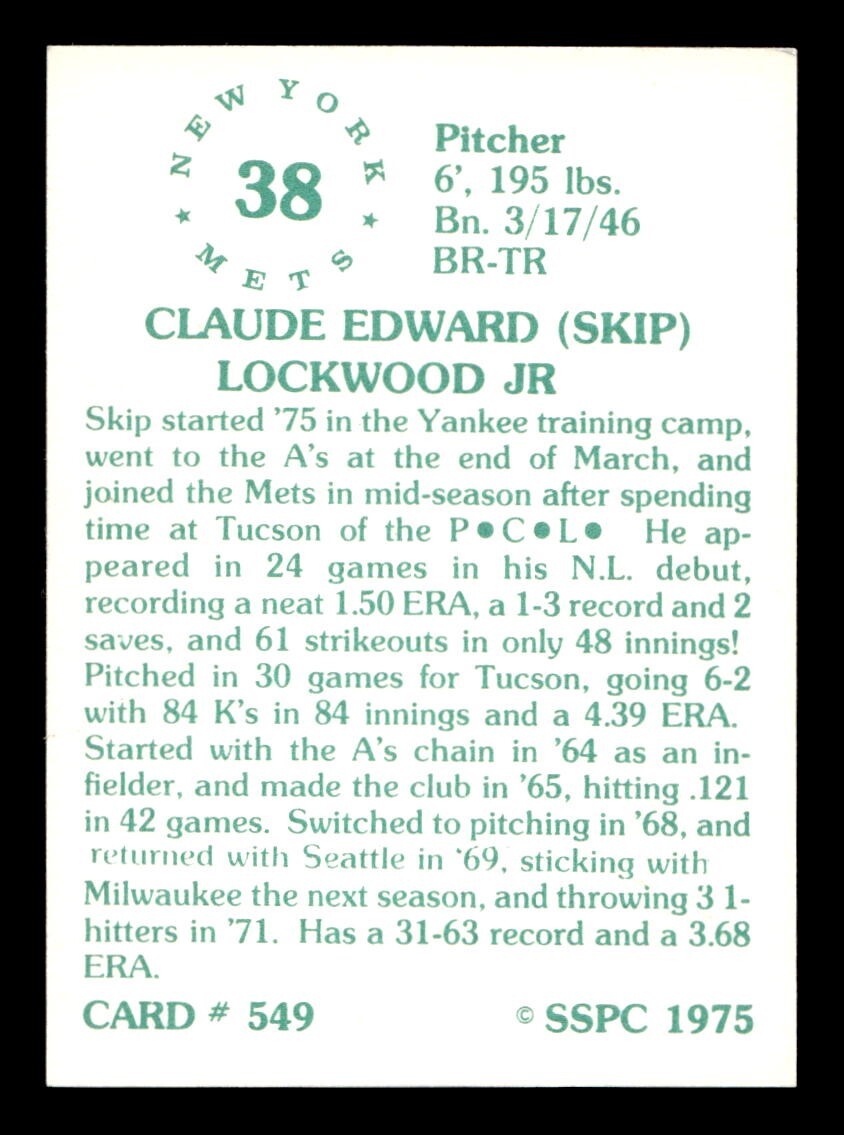 NEW YORK
38
★ METS ★
Pitcher
6', 195 lbs.
Bn. 3/17/46
BR-TR
CLAUDE EDWARD (SKIP)
LOCKWOOD JR
Skip started '75 in the Yankee training camp,
went to the A's at the end of March, and
joined the Mets in mid-season after spending
time at Tucson of the P●C●L● He ap-
peared in 24 games in his N.L. debut,
recording a neat 1.50 ERA, a 1-3 record and 2
saves, and 61 strikeouts in only 48 innings!
Pitched in 30 games for Tucson, going 6-2
with 84 K's in 84 innings and a 4.39 ERA.
Started with the A's chain in '64 as an in-
fielder, and made the club in '65, hitting .121
in 42 games. Switched to pitching in '68, and
returned with Seattle in '69, sticking with
Milwaukee the next season, and throwing 3 1-
hitters in '71. Has a 31-63 record and a 3.68
ERA.
CARD # 549
© SSPC 1975